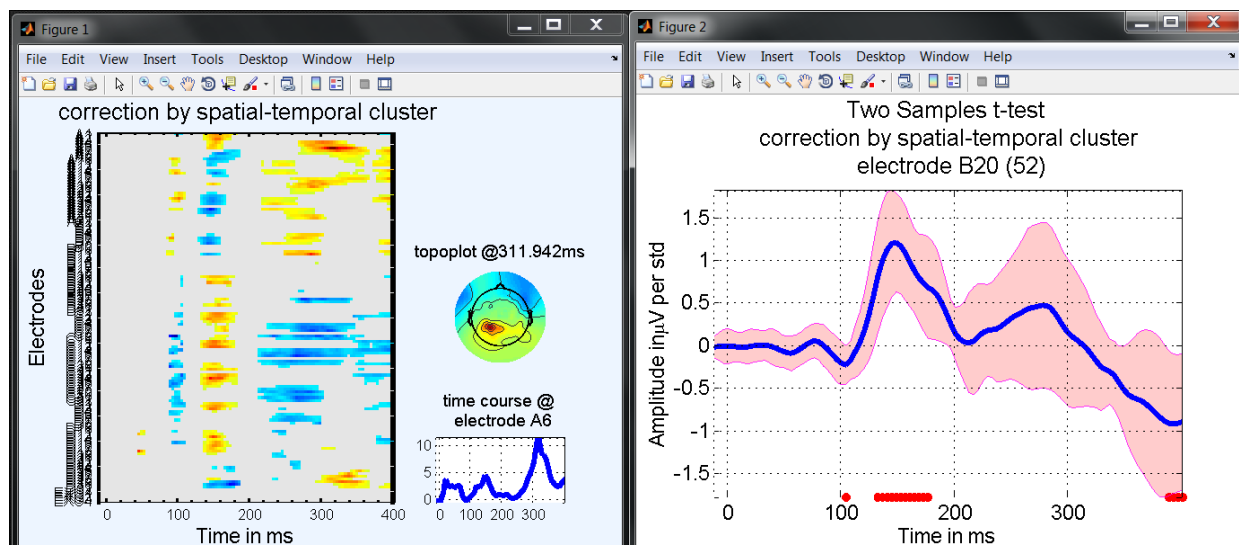 Figure 1
File Edit View Insert Tools Desktop Window Help
correction by spatial-temporal cluster
Electrodes
0 100 200 300 400
Time in ms
topoplot @311.942ms
time course @
electrode A6
10
5
0
0 100 200 300
Figure 2
File Edit View Insert Tools Desktop Window Help
Two Samples t-test
correction by spatial-temporal cluster
electrode B20 (52)
Amplitude inμV per std
1.5
1
0.5
0
-0.5
-1
-1.5
0 100 200 300
Time in ms